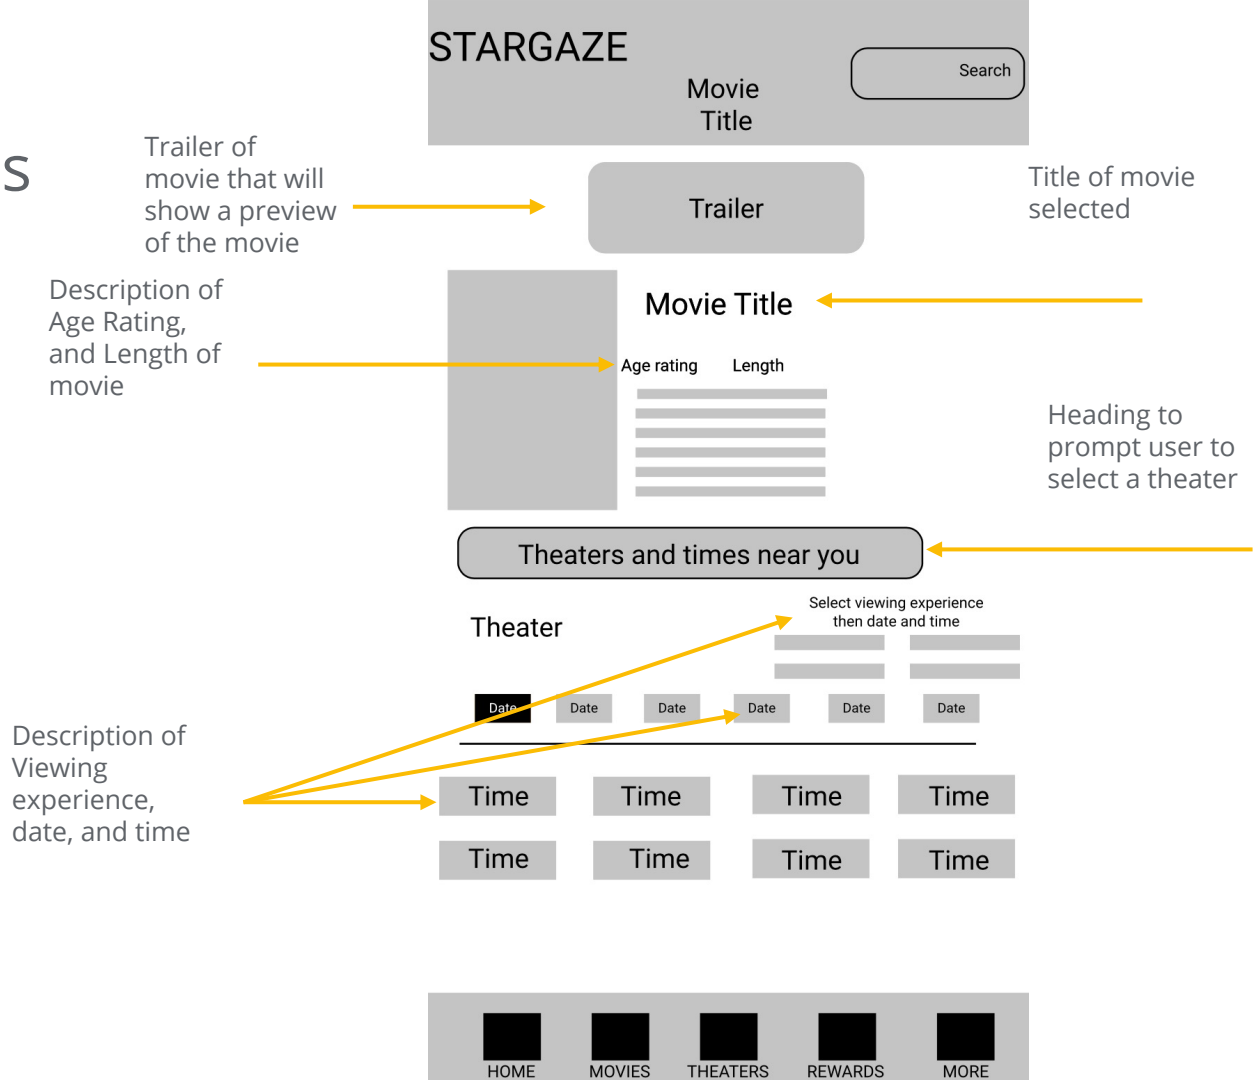 STARGAZE
Search
Movie
Title
s
Trailer of
movie that will
show a preview
of the movie
Trailer
Title of movie
selected
Description of
Age Rating,
and Length of
movie
Movie Title
Age rating Length
Heading to
prompt user to
select a theater
Theaters and times near you
Theater
Select viewing experience
then date and time
Date Date Date Date Date Date
Description of
Viewing
experience,
date, and time
Time Time Time Time
Time Time Time Time
HOME MOVIES THEATERS REWARDS MORE